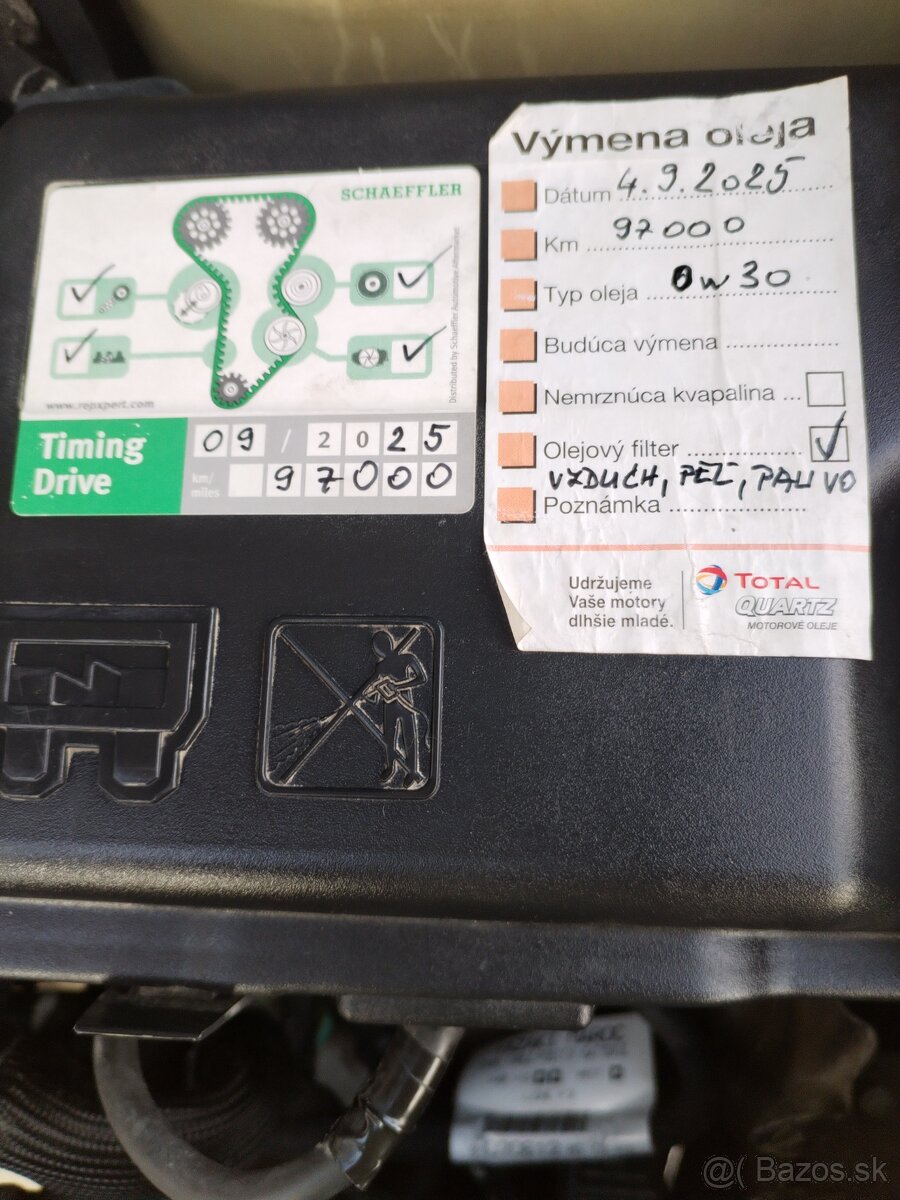 SCHAEFFLER
Distributed by Schaeffler Automotive Aftermarket
www.repxpert.com
Timing
Drive
09 / 2025
km/
miles
97000
Výmena oleja
Dátum 4.9.2025
Km 97000
Typ oleja 0w30
Budúca výmena
Nemrznúca kvapalina
Olejový filter
VZDUCH, PEĽ, PALIVO
Poznámka
Udržujeme
Vaše motory
dlhšie mladé.
TOTAL
QUARTZ
MOTOROVÉ OLEJE
@( Bazos.sk